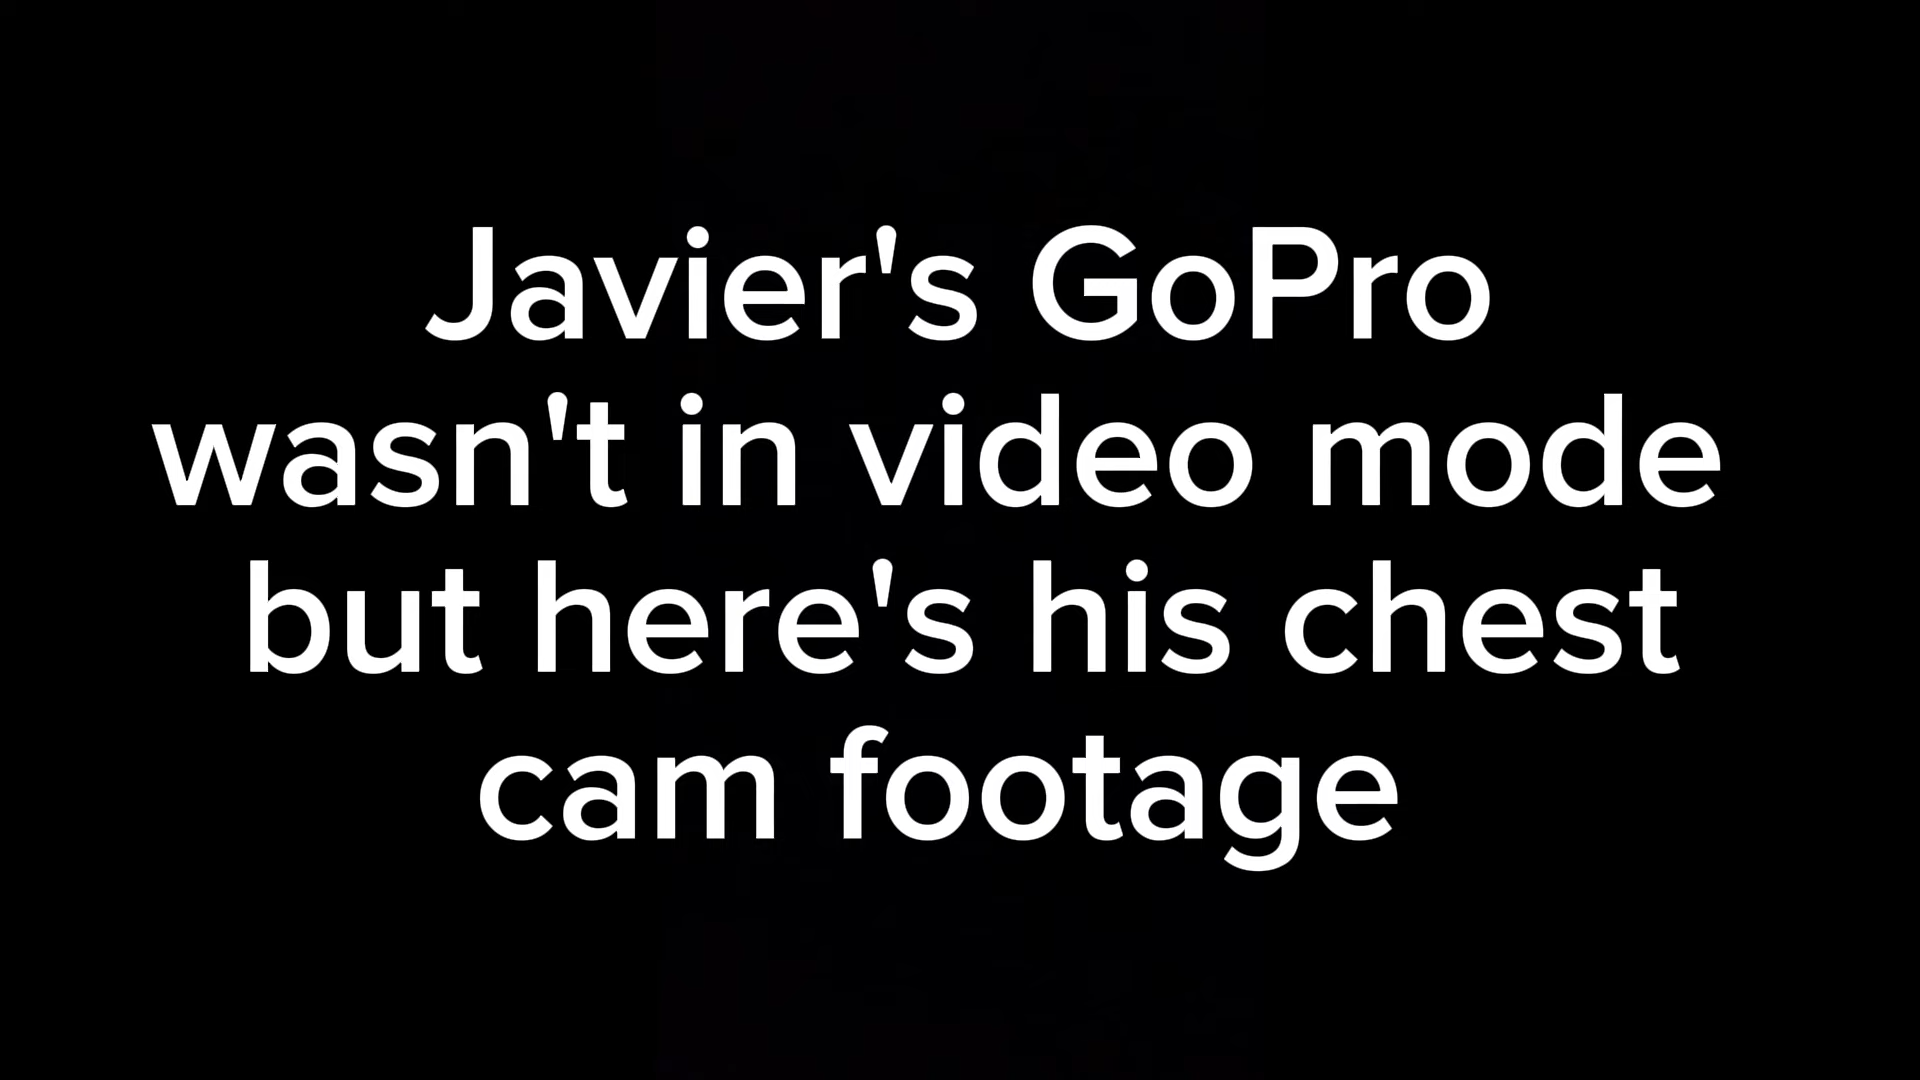 Javier's GoPro
wasn't in video mode
but here's his chest
cam footage